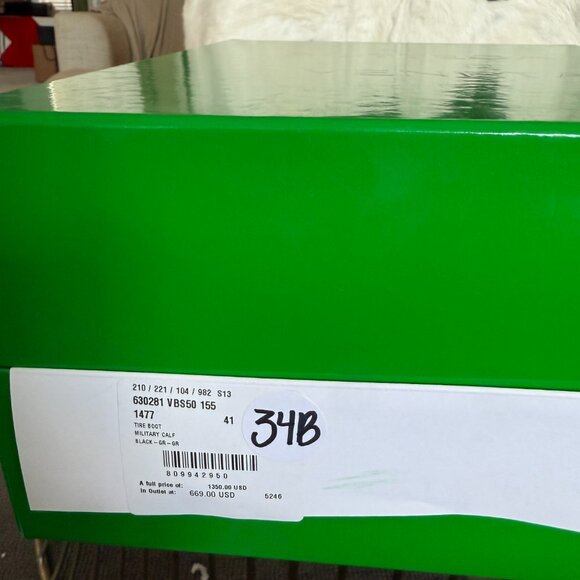 210 / 221 / 104 / 982 S13
630281 VBS50 155
1477 41
TIRE BOOT
MILITARY CALF
BLACK-GR-GR
34B
809942950
A full price of: 1350.00 USD
In Outlet at: 669.00 USD 5246